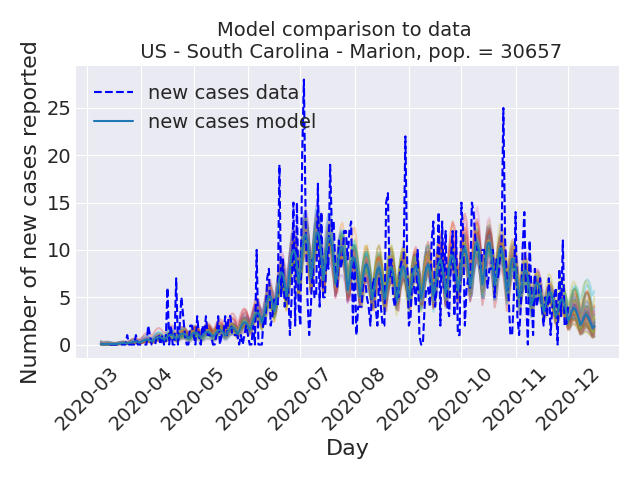 Model comparison to data
US - South Carolina - Marion, pop. = 30657
new cases data
new cases model
Number of new cases reported
25
20
15
10
5
0
2020-03
2020-04
2020-05
2020-06
2020-07
2020-08
2020-09
2020-10
2020-11
2020-12
Day